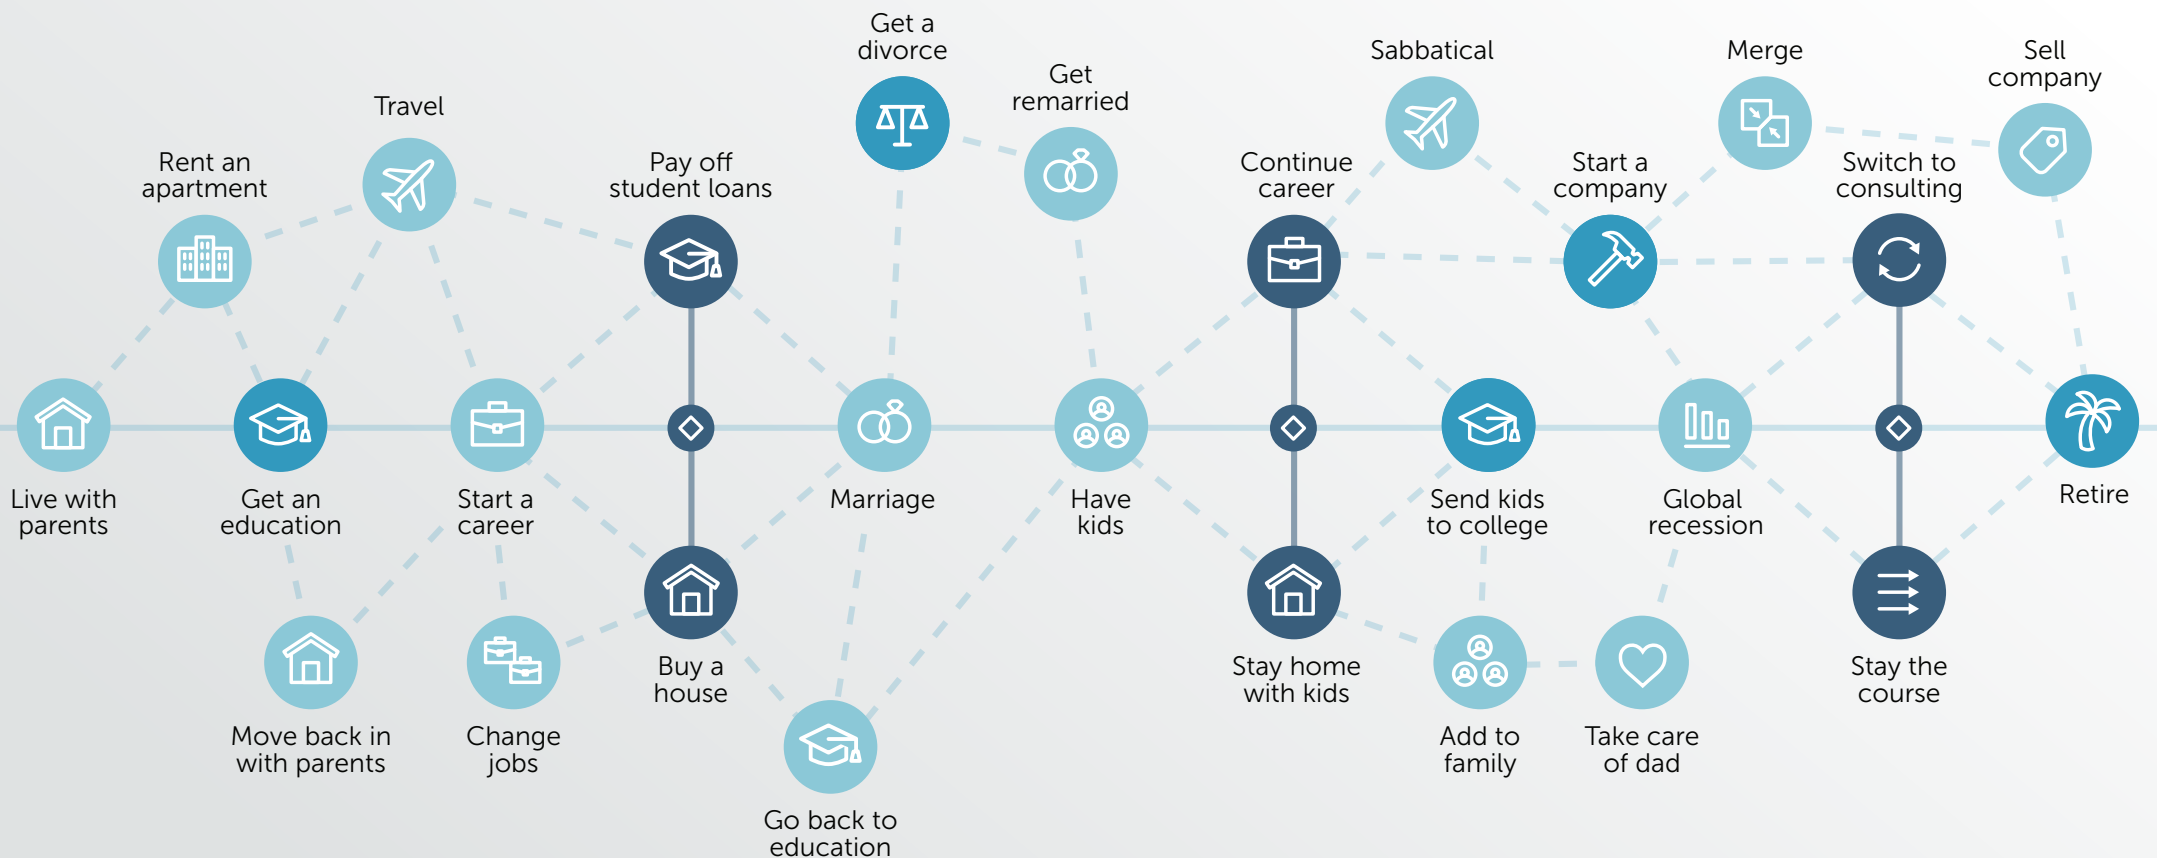 Get a
divorce
Get
remarried
Sabbatical
Merge
Sell
company
Travel
Rent an
apartment
Pay off
student loans
Continue
career
Start a
company
Switch to
consulting
Live with
parents
Get an
education
Start a
career
Marriage
Have
kids
Send kids
to college
Global
recession
Retire
Move back in
with parents
Change
jobs
Buy a
house
Go back to
education
Stay home
with kids
Add to
family
Take care
of dad
Stay the
course